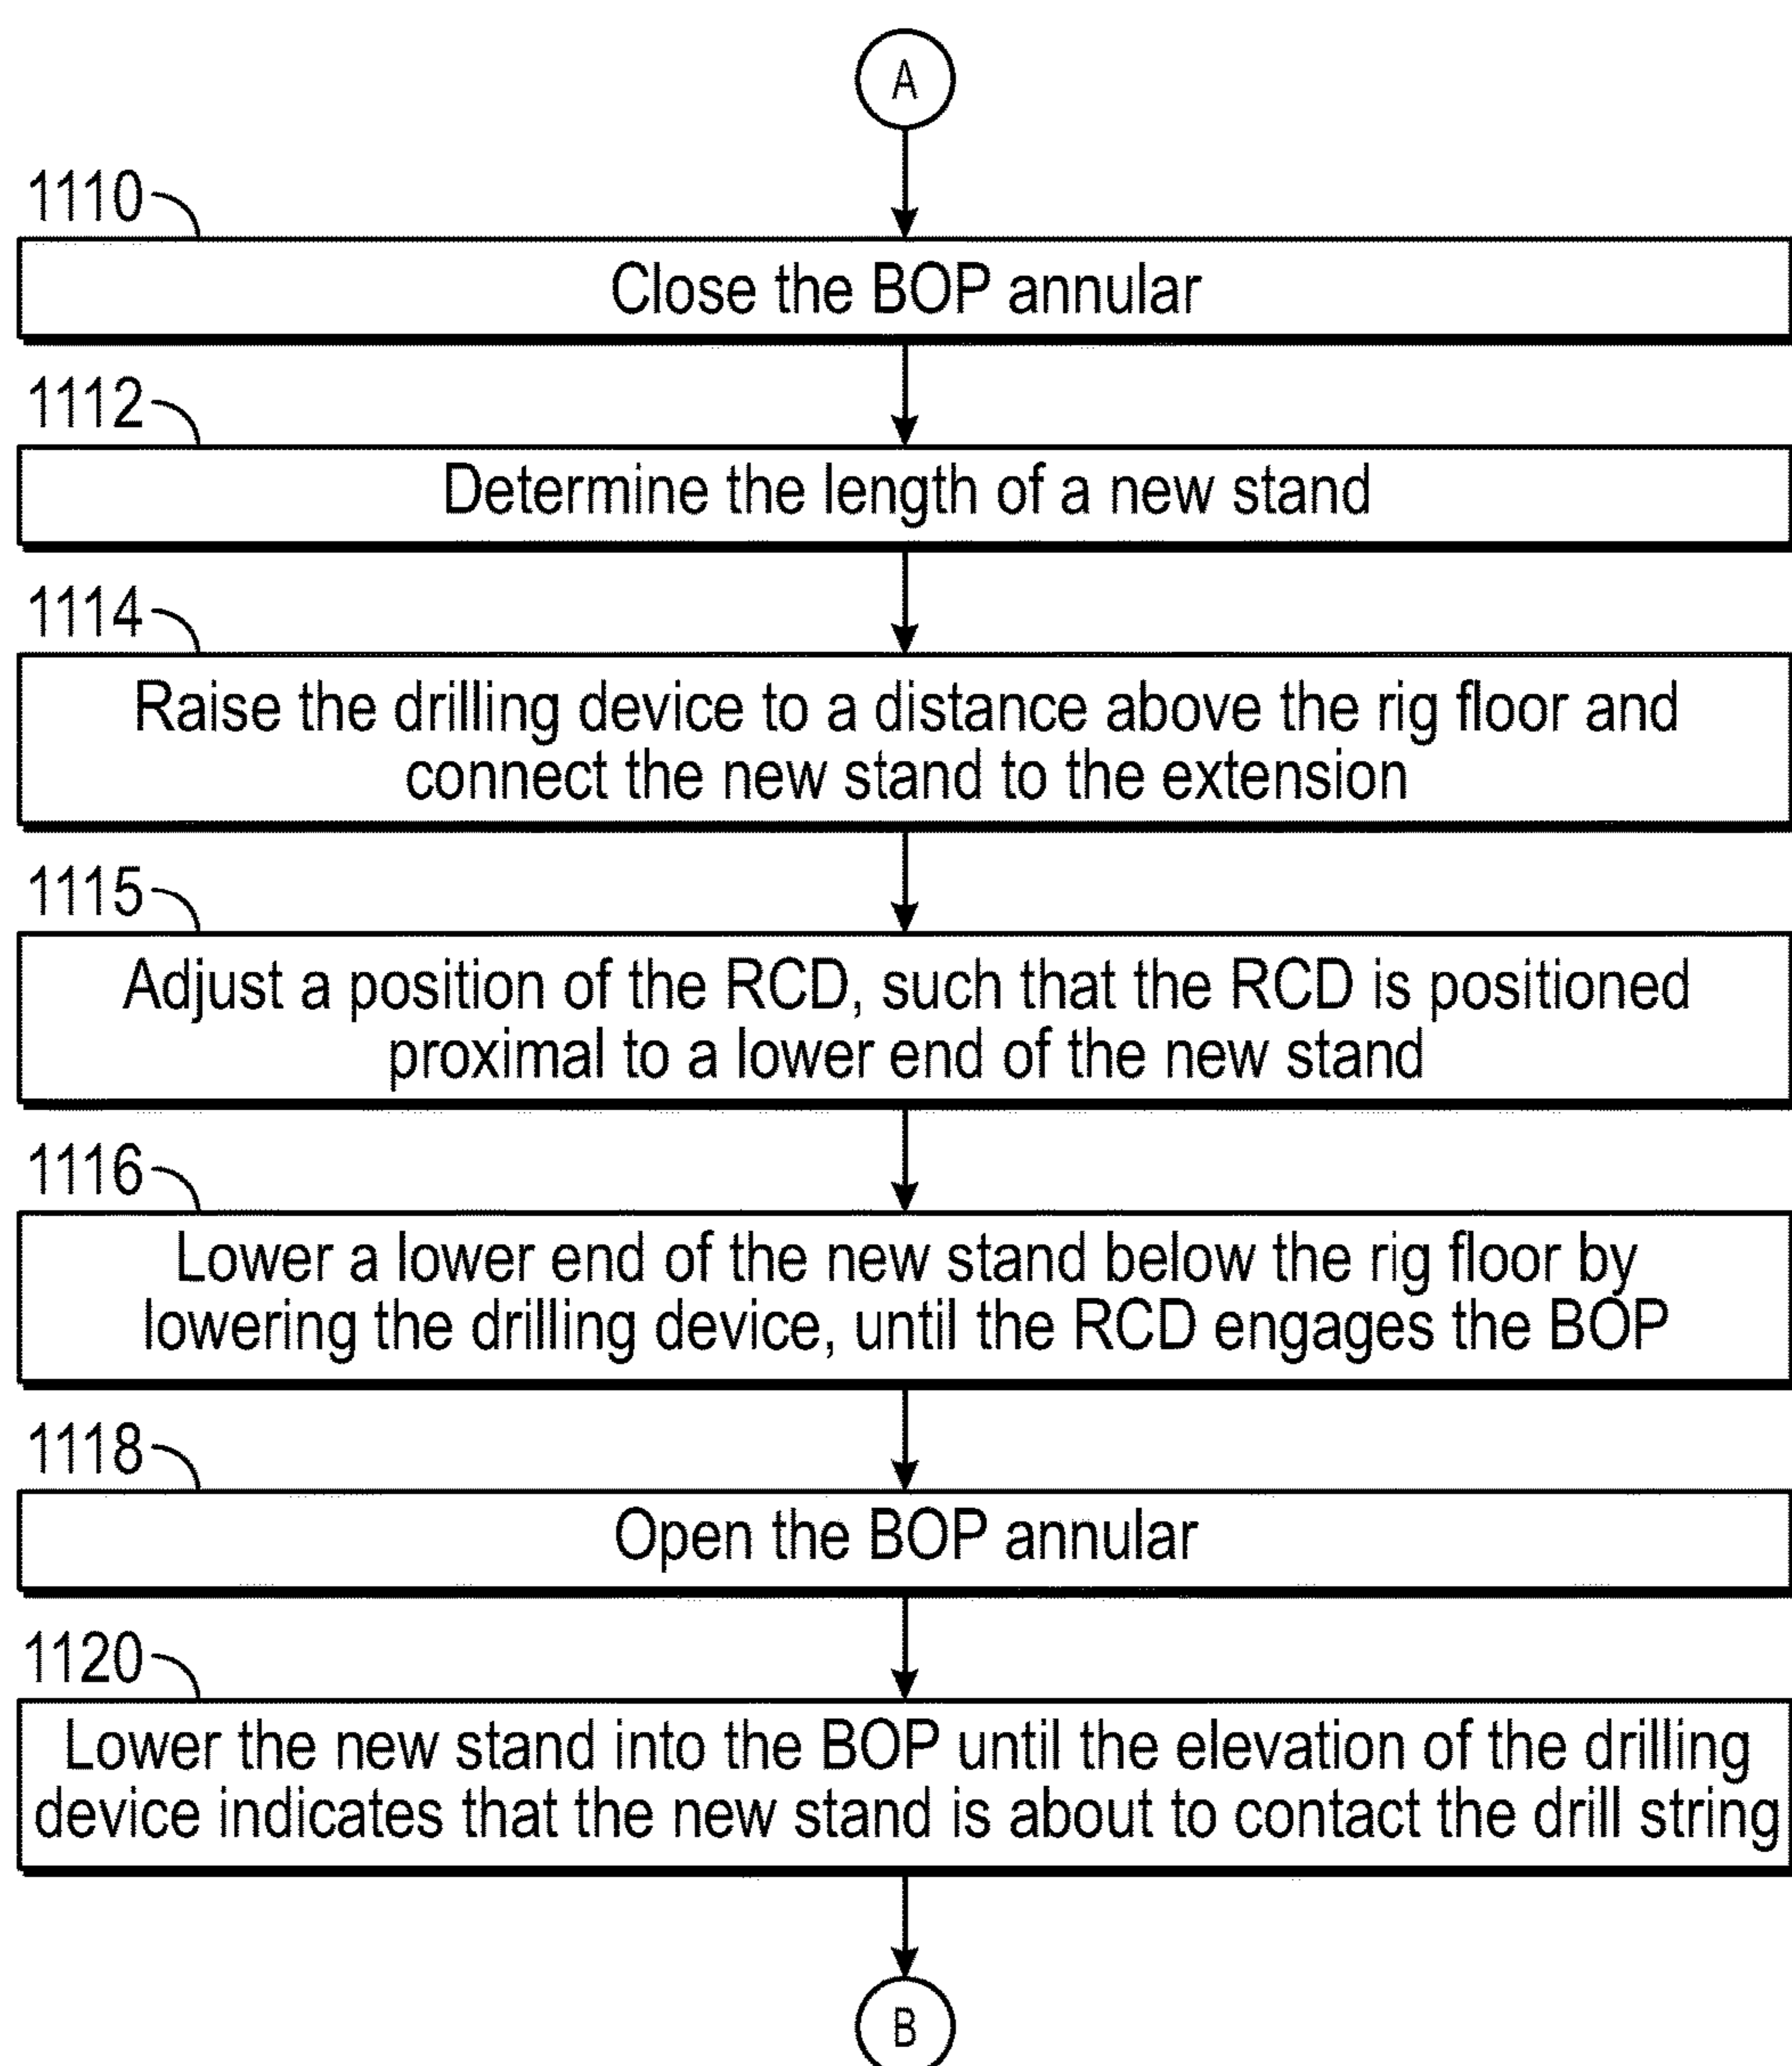 A
1110
Close the BOP annular
1112
Determine the length of a new stand
1114
Raise the drilling device to a distance above the rig floor and
connect the new stand to the extension
1115
Adjust a position of the RCD, such that the RCD is positioned
proximal to a lower end of the new stand
1116
Lower a lower end of the new stand below the rig floor by
lowering the drilling device, until the RCD engages the BOP
1118
Open the BOP annular
1120
Lower the new stand into the BOP until the elevation of the drilling
device indicates that the new stand is about to contact the drill string
B